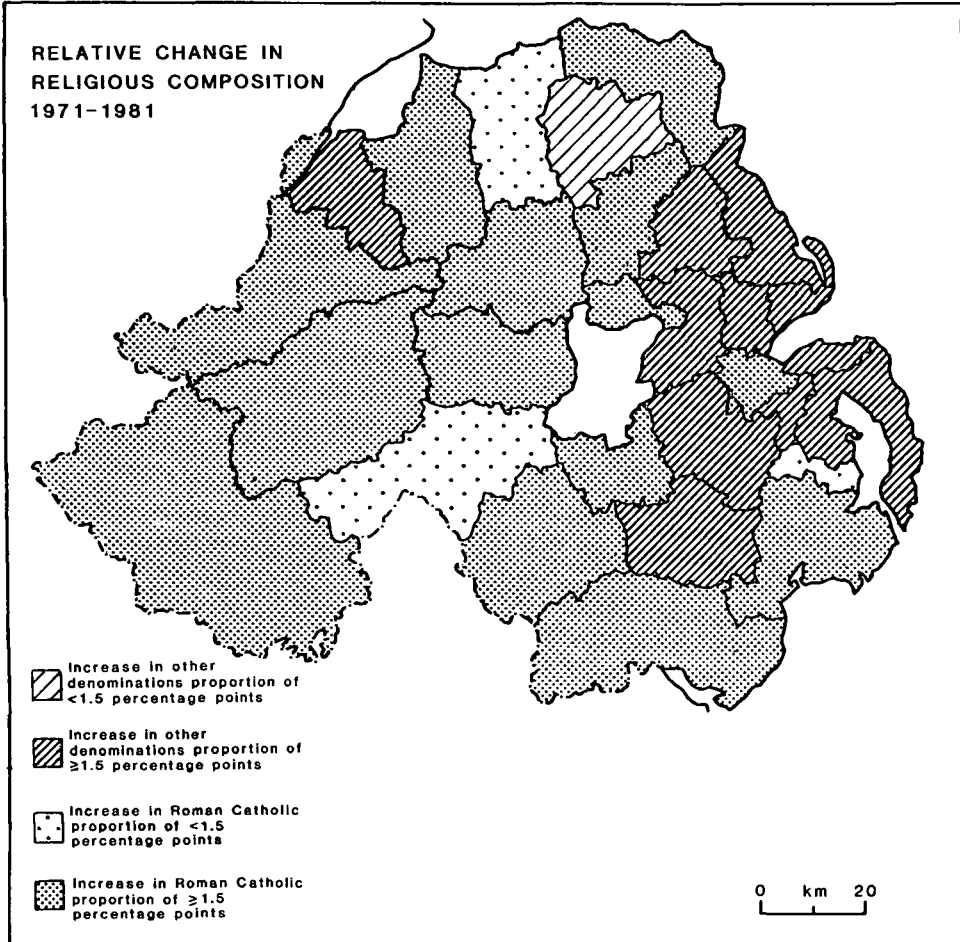 RELATIVE CHANGE IN
RELIGIOUS COMPOSITION
1971-1981
Increase in other
denominations proportion of
<1.5 percentage points
Increase in other
denominations proportion of
≥1.5 percentage points
Increase in Roman Catholic
proportion of <1.5
percentage points
Increase in Roman Catholic
proportion of ≥1.5
percentage points
0 km 20